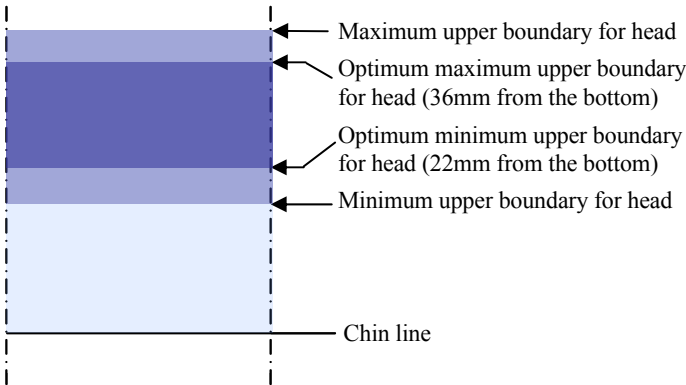 Maximum upper boundary for head
Optimum maximum upper boundary
for head (36mm from the bottom)
Optimum minimum upper boundary
for head (22mm from the bottom)
Minimum upper boundary for head
Chin line